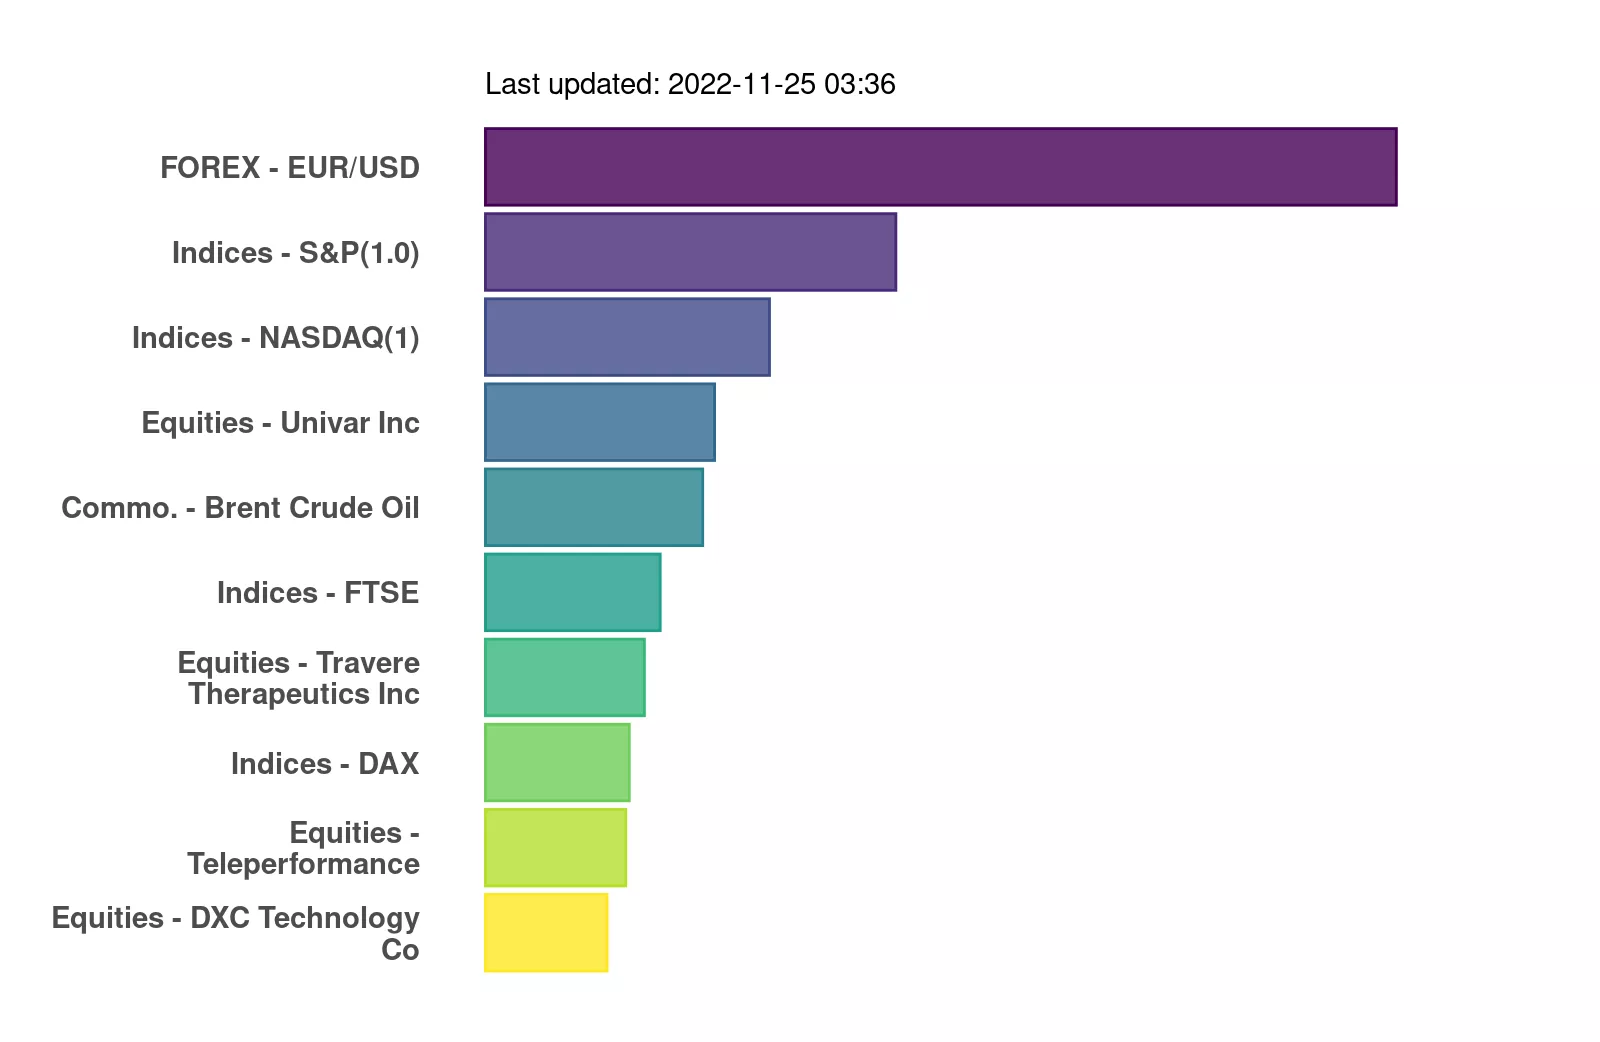 Last updated: 2022-11-25 03:36
FOREX - EUR/USD
Indices - S&P(1.0)
Indices - NASDAQ(1)
Equities - Univar Inc
Commo. - Brent Crude Oil
Indices - FTSE
Equities - Travere
Therapeutics Inc
Indices - DAX
Equities -
Teleperformance
Equities - DXC Technology
Co